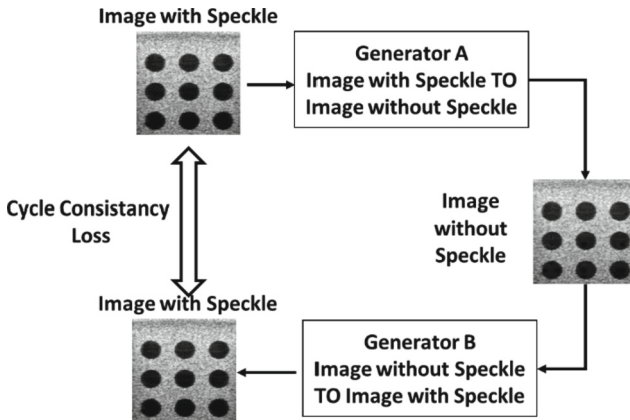 Image with Speckle
Generator A
Image with Speckle TO
Image without Speckle
Cycle Consistancy
Loss
Image
without
Speckle
Image with Speckle
Generator B
Image without Speckle
TO Image with Speckle